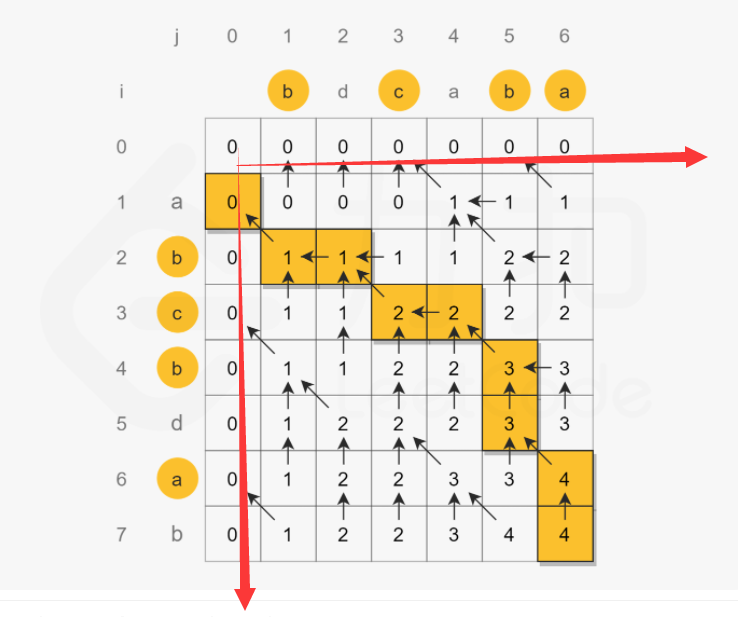 j 0 1 2 3 4 5 6
i b d c a b a
0 0 0 0 0 0 0 0
1 a 0 0 0 0 1 1 1
2 b 0 1 1 1 1 2 2
3 c 0 1 1 2 2 2 2
4 b 0 1 1 2 2 3 3
5 d 0 1 2 2 2 3 3
6 a 0 1 2 2 3 3 4
7 b 0 1 2 2 3 4 4
力扣
LeetCode